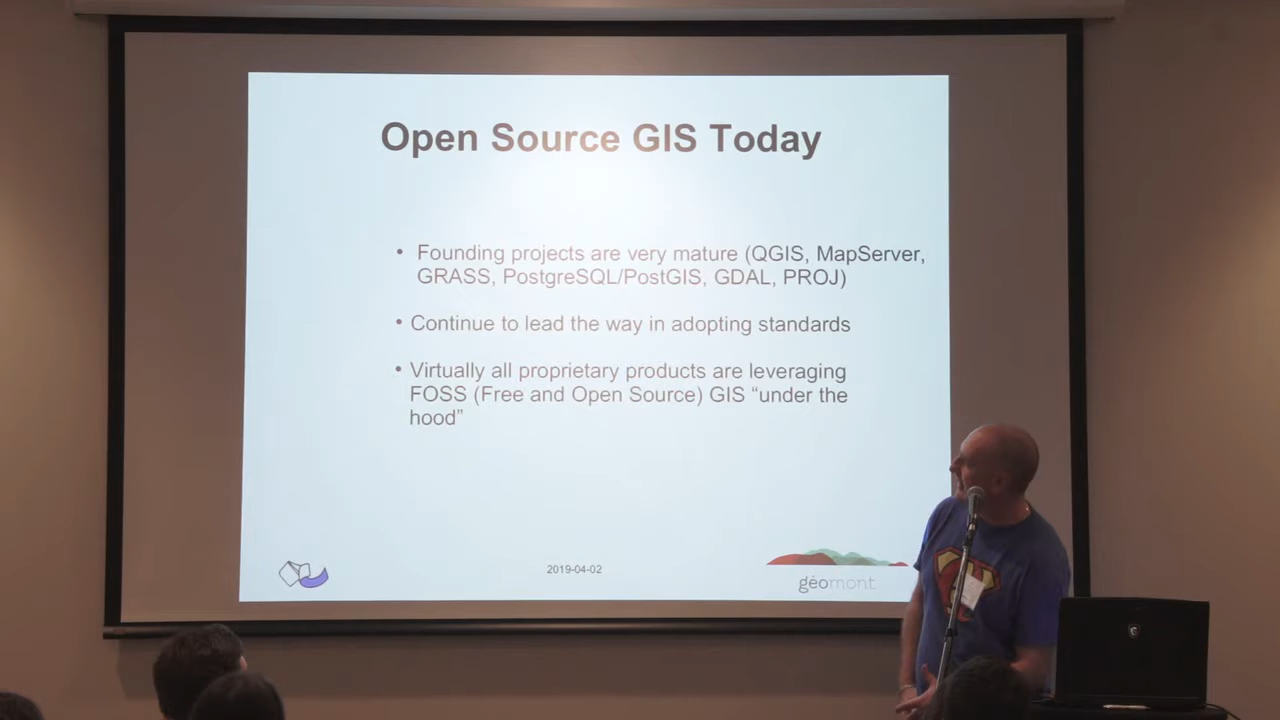 Open Source GIS Today
• Founding projects are very mature (QGIS, MapServer,
GRASS, PostgreSQL/PostGIS, GDAL, PROJ)
• Continue to lead the way in adopting standards
• Virtually all proprietary products are leveraging
FOSS (Free and Open Source) GIS “under the
hood”
2019-04-02
géomont